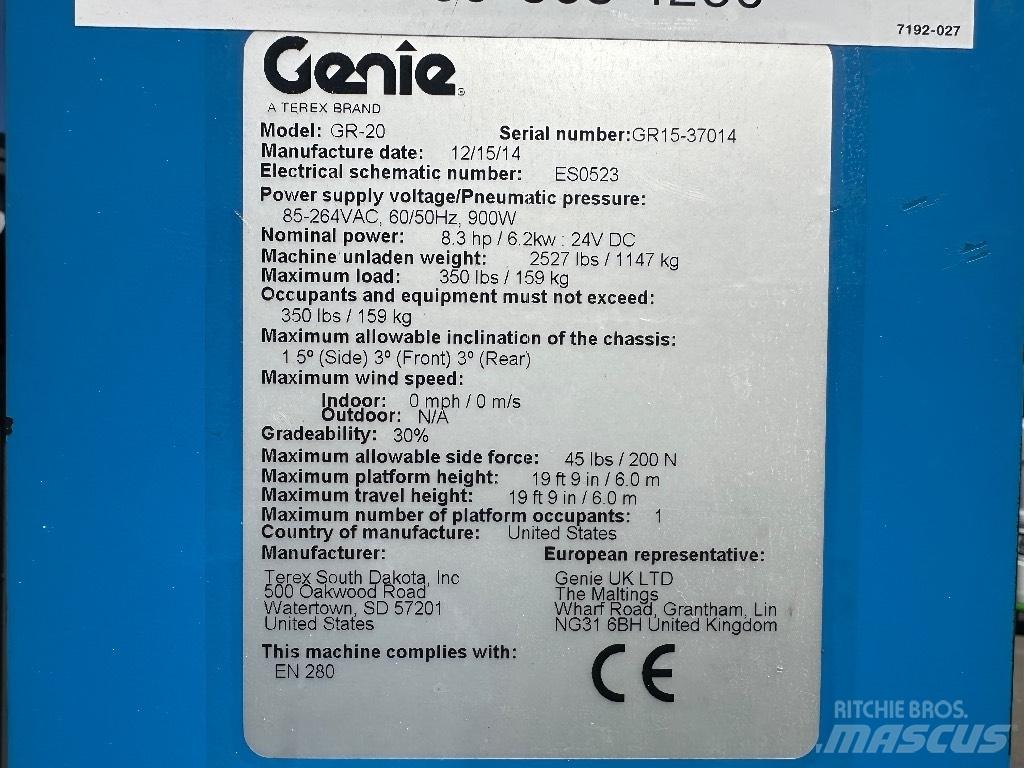 7192-027
Genie
A TEREX BRAND
Model: GR-20 Serial number:GR15-37014
Manufacture date: 12/15/14
Electrical schematic number: ES0523
Power supply voltage/Pneumatic pressure:
85-264VAC, 60/50Hz, 900W
Nominal power: 8.3 hp / 6.2kw : 24V DC
Machine unladen weight: 2527 lbs / 1147 kg
Maximum load: 350 lbs / 159 kg
Occupants and equipment must not exceed:
350 lbs / 159 kg
Maximum allowable inclination of the chassis:
1 5º (Side) 3º (Front) 3º (Rear)
Maximum wind speed:
Indoor: 0 mph / 0 m/s
Outdoor: N/A
Gradeability: 30%
Maximum allowable side force: 45 lbs / 200 N
Maximum platform height: 19 ft 9 in / 6.0 m
Maximum travel height: 19 ft 9 in / 6.0 m
Maximum number of platform occupants: 1
Country of manufacture: United States
Manufacturer: European representative:
Terex South Dakota, Inc Genie UK LTD
500 Oakwood Road The Maltings
Watertown, SD 57201 Wharf Road, Grantham, Lin
United States NG31 6BH United Kingdom
This machine complies with:
EN 280
CE
RITCHIE BROS.
MASCUS